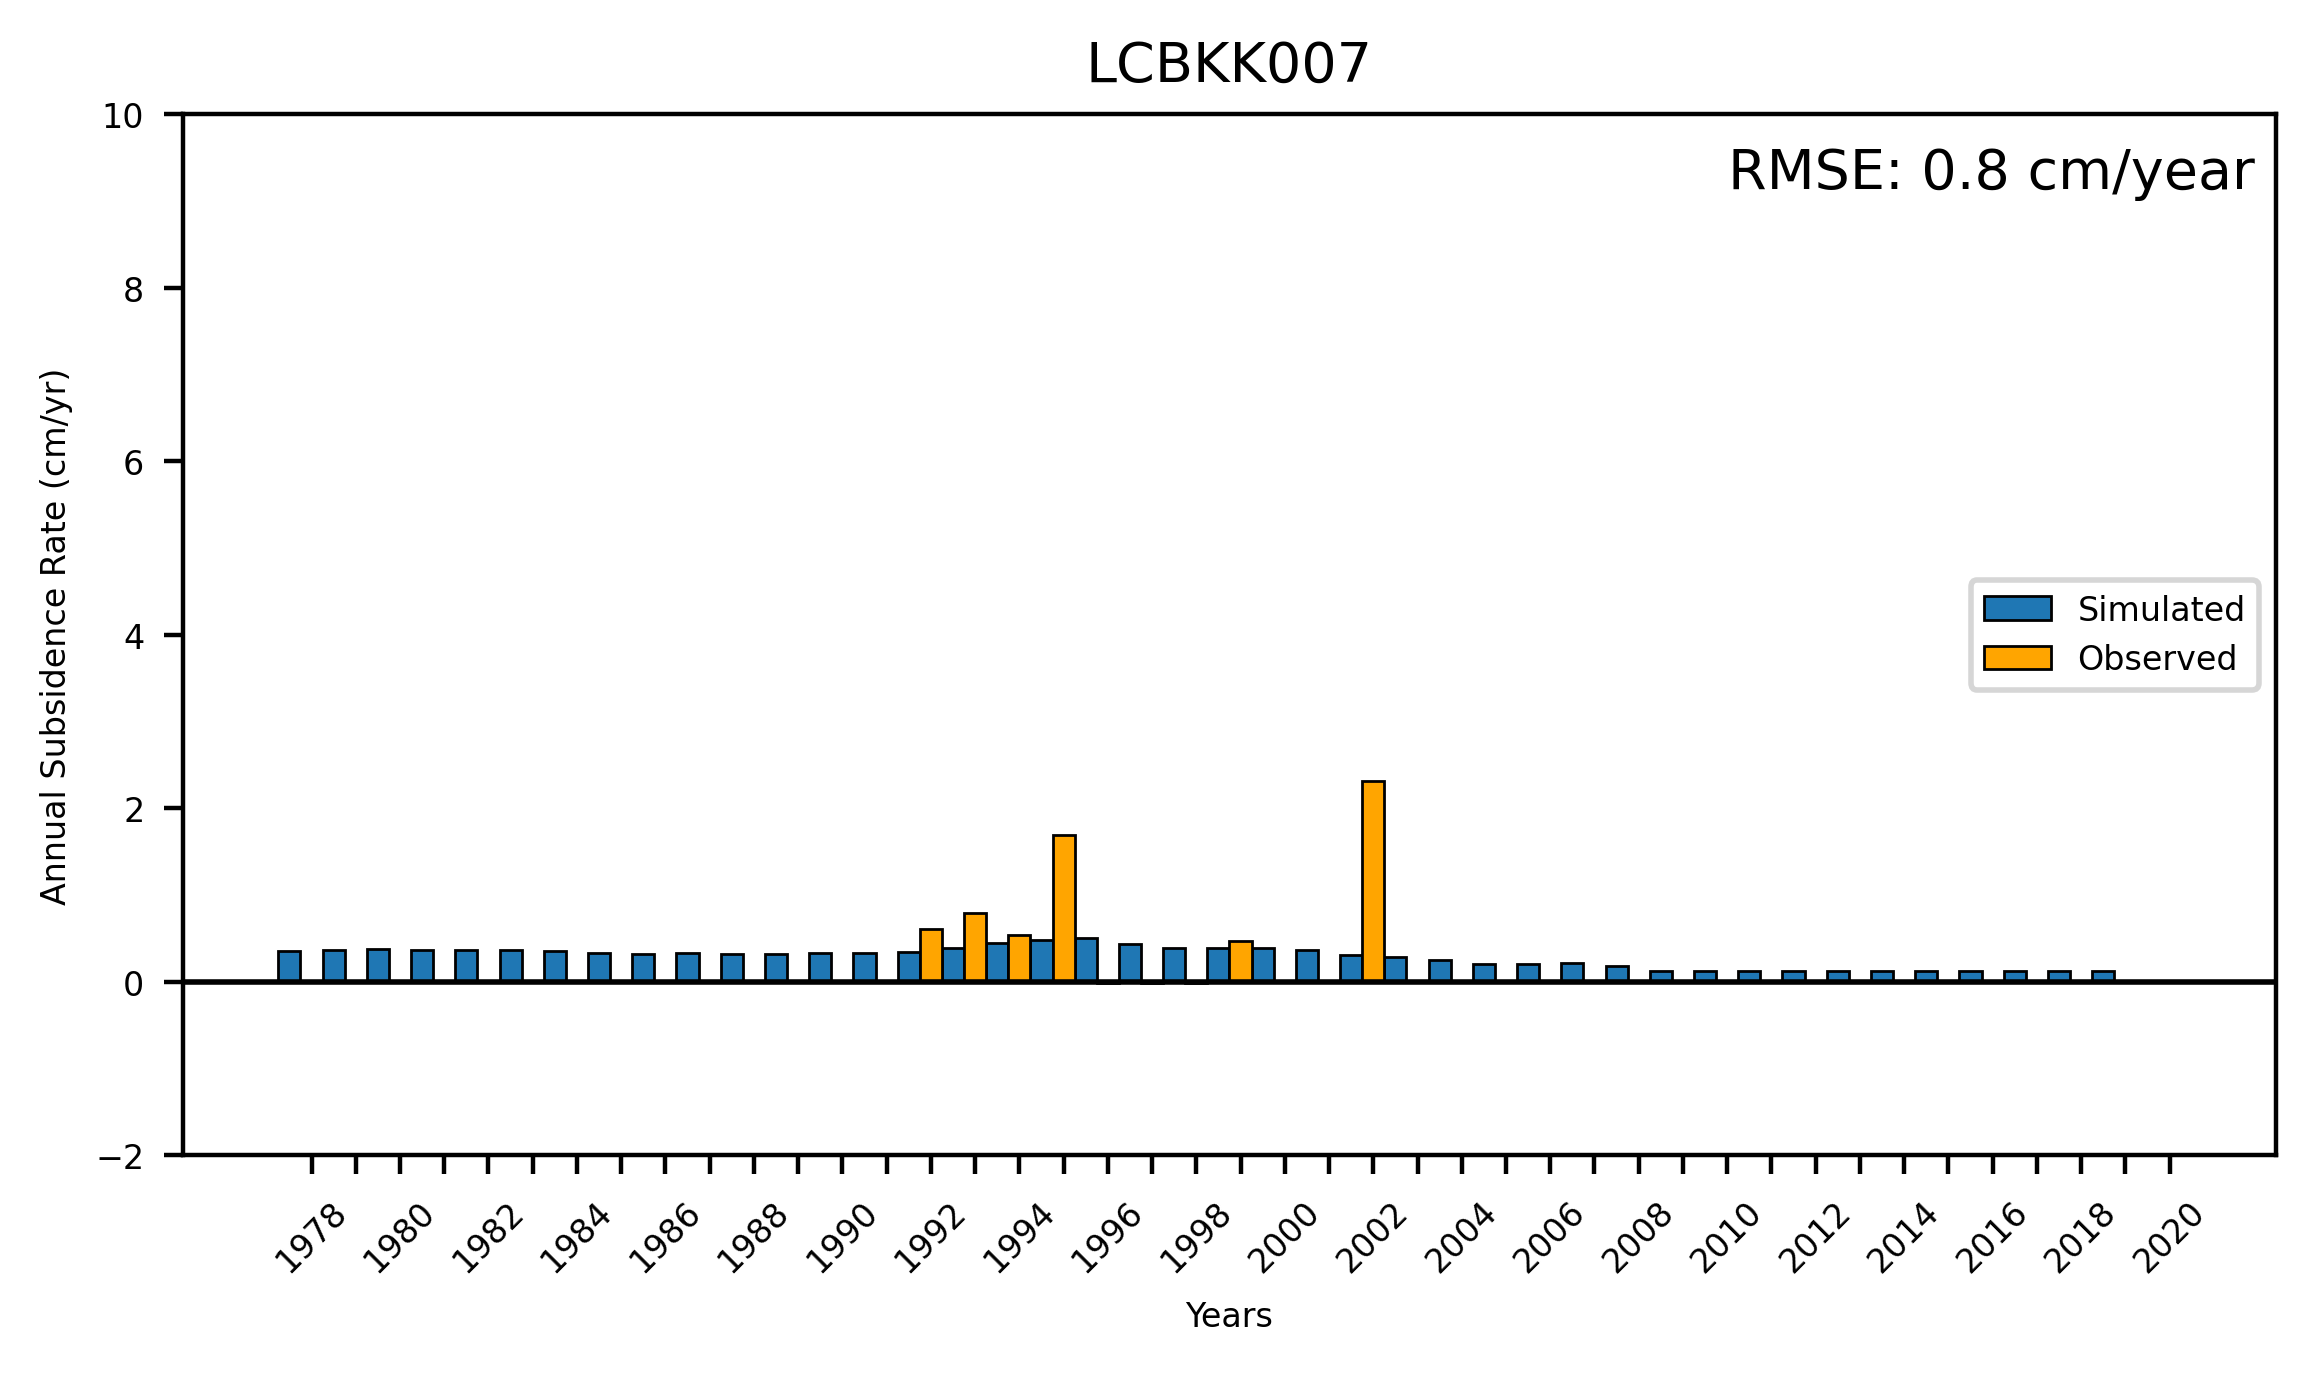 LCBKK007
RMSE: 0.8 cm/year
10
8
6
4
2
0
−2
Annual Subsidence Rate (cm/yr)
Simulated
Observed
1978 1980 1982 1984 1986 1988 1990 1992 1994 1996 1998 2000 2002 2004 2006 2008 2010 2012 2014 2016 2018 2020
Years